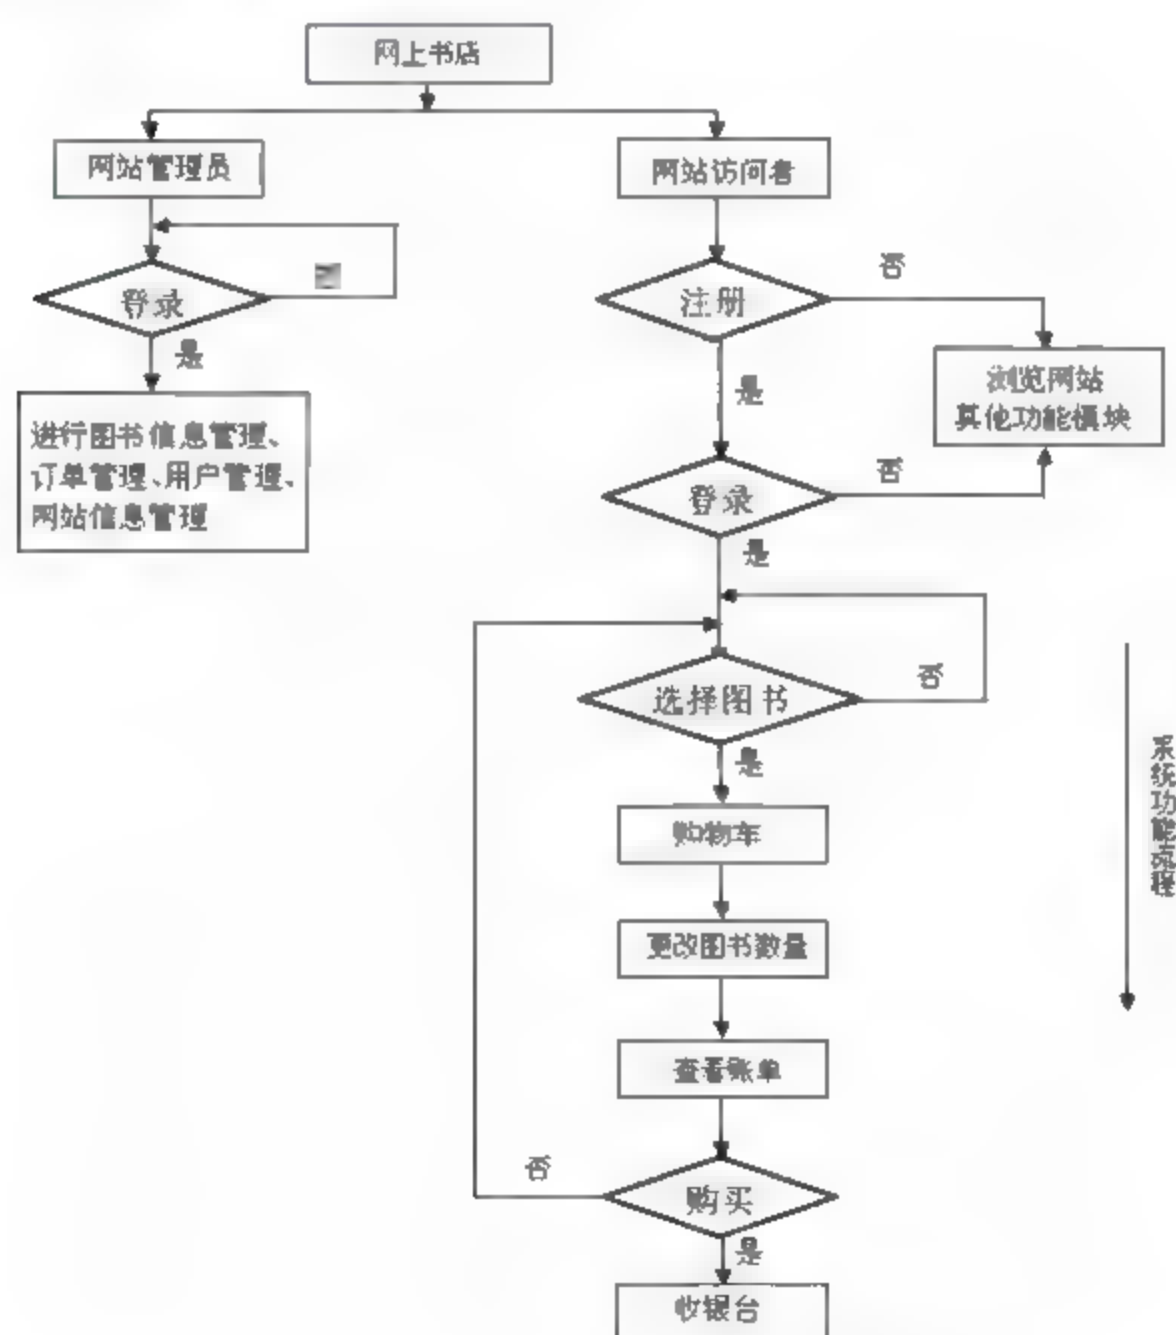 网上书店
网站管理员
网站访问者
否
登录
注册
是
浏览网站
其他功能模块
是
进行图书信息管理、
订单管理、用户管理、
网站信息管理
否
登录
是
选择图书
否
是
系统功能流程
购物车
更改图书数量
查看账单
否
购买
是
收银台